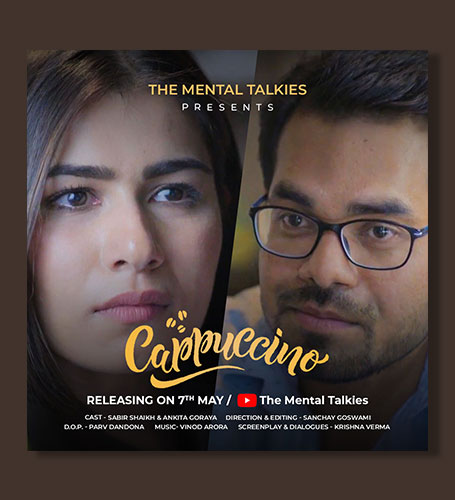 THE MENTAL TALKIES
PRESENTS
Cappuccino
RELEASING ON 7TH MAY / The Mental Talkies
CAST - SABIR SHAIKH & ANKITA GORAYA DIRECTION & EDITING - SANCHAY GOSWAMI
D.O.P. - PARV DANDONA MUSIC- VINOD ARORA SCREENPLAY & DIALOGUES - KRISHNA VERMA